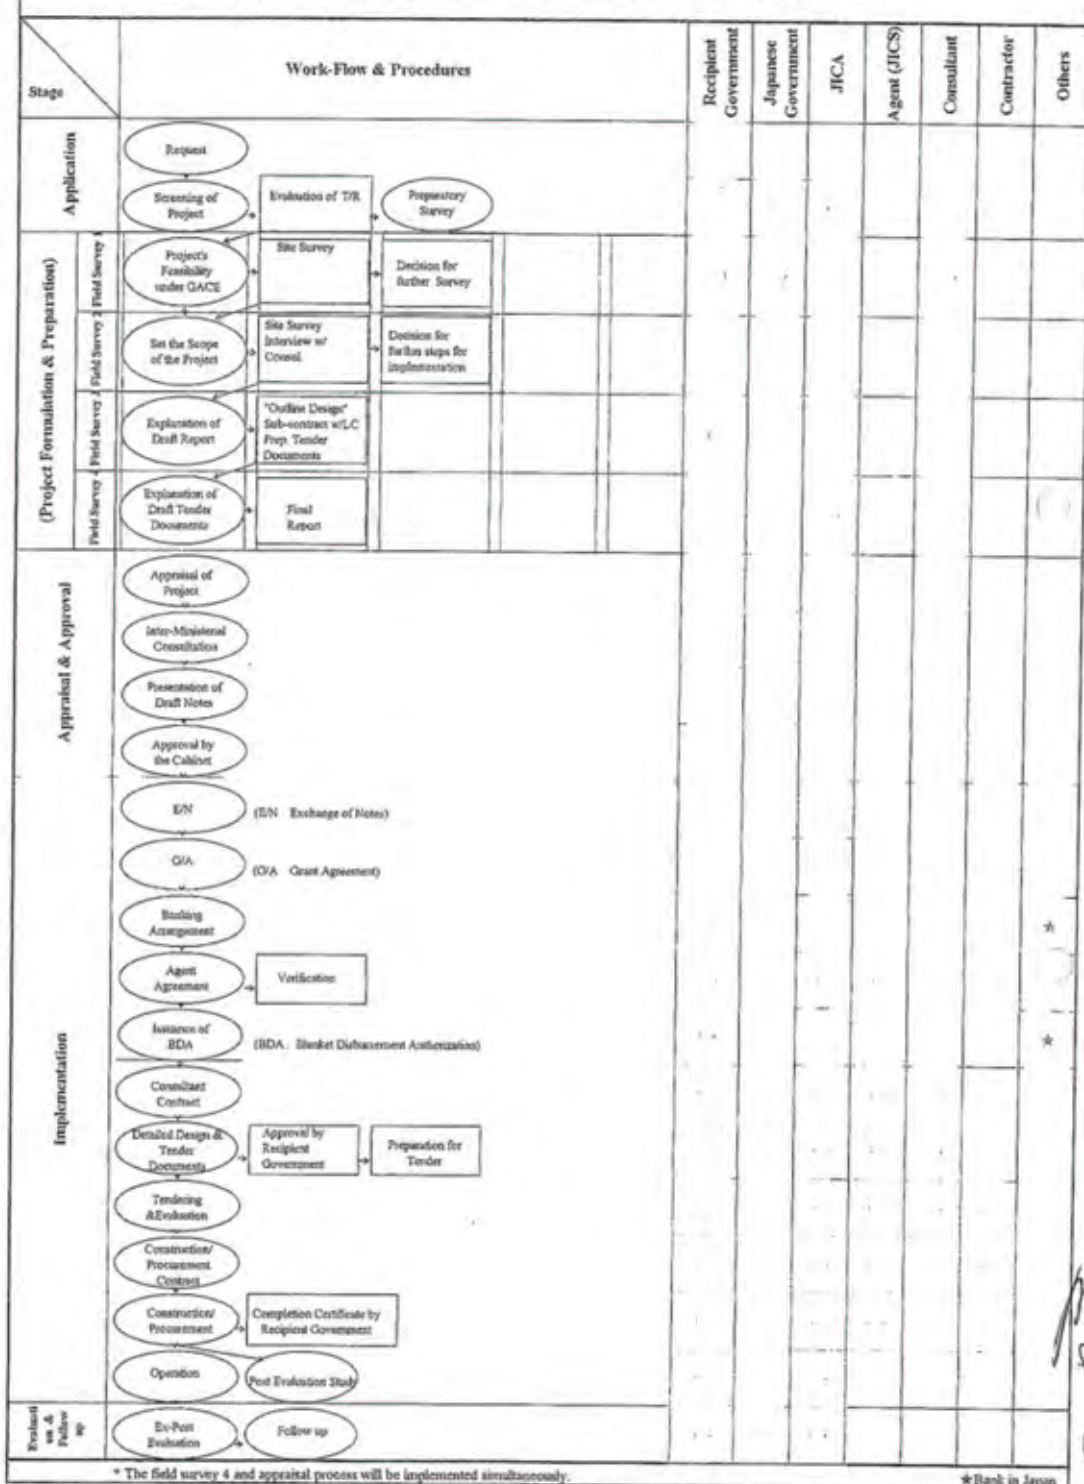 Stage
Work-Flow & Procedures
Recipient
Government
Japanese
Government
JICA
Agent (JICS)
Consultant
Contractor
Others
Application
Request
Screening of
Project
Evaluation of T/R
Preparatory
Survey
(Project Formulation & Preparation)
Field Survey 1
Project's
Feasibility
under GACE
Site Survey
Decision for
further Survey
Field Survey 2
Set the Scope
of the Project
Site Survey
Interview w/
Consul.
Decision for
further steps for
implementation
Field Survey 3
Explanation of
Draft Report
"Outline Design"
Sub-contract w/LC
Prep. Tender
Documents
Field Survey 4
Explanation of
Draft Tender
Documents
Final
Report
Appraisal & Approval
Appraisal of
Project
Inter-Ministerial
Consultation
Presentation of
Draft Notes
Approval by
the Cabinet
Implementation
E/N
(E/N Exchange of Notes)
G/A
(G/A Grant Agreement)
Banking
Arrangement
★
Agent
Agreement
Verification
Issuance of
BDA
(BDA . Blanket Disbursement Authorization)
★
Consultant
Contract
Detailed Design &
Tender
Documents
Approval by
Recipient
Government
Preparation for
Tender
Tendering
&Evaluation
Construction/
Procurement
Contract
Construction/
Procurement
Completion Certificate by
Recipient Government
Operation
Post Evaluation Study
Evaluati
on &
Follow
up
Ex-Post
Evaluation
Follow up
* The field survey 4 and appraisal process will be implemented simultaneously.
★Bank in Japan